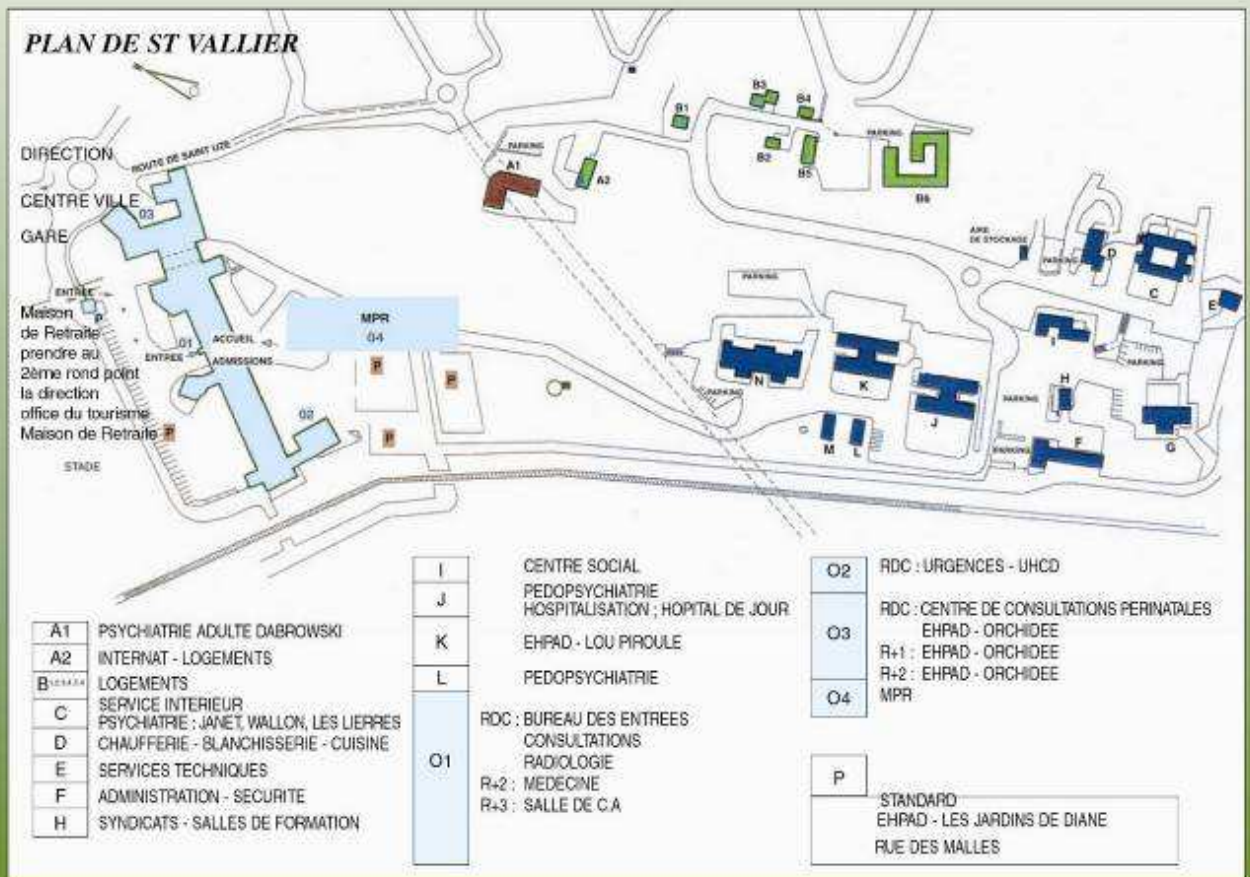 PLAN DE ST VALLIER
DIRECTION
CENTRE VILLE
GARE
ROUTE DE SAINT UZE
03
ENTREE
P
Maison
de Retraite
prendre au
2ème rond point
la direction
office du tourisme
Maison de Retraite
P
STADE
01
ENTREE
ACCUEIL
ADMISSIONS
02
MPR
04
P
P
P
PARKING
A1
A2
B1
B3
B4
B2
B5
PARKING
B6
AIRE
DE STOCKAGE
PARKING
D
C
E
PARKING
I
PARKING
N
K
J
PARKING
H
PARKING
M
L
F
PARKING
G
A1 PSYCHIATRIE ADULTE DABROWSKI
A2 INTERNAT - LOGEMENTS
B LOGEMENTS
C SERVICE INTERIEUR
PSYCHIATRIE : JANET, WALLON, LES LIERRES
D CHAUFFERIE - BLANCHISSERIE - CUISINE
E SERVICES TECHNIQUES
F ADMINISTRATION - SECURITE
H SYNDICATS - SALLES DE FORMATION
I CENTRE SOCIAL
J PEDOPSYCHIATRIE
HOSPITALISATION ; HOPITAL DE JOUR
K EHPAD - LOU PIROULE
L PEDOPSYCHIATRIE
O1 RDC : BUREAU DES ENTREES
CONSULTATIONS
RADIOLOGIE
R+2 : MEDECINE
R+3 : SALLE DE C.A
O2 RDC : URGENCES - UHCD
O3 RDC : CENTRE DE CONSULTATIONS PERINATALES
EHPAD - ORCHIDEE
R+1 : EHPAD - ORCHIDEE
R+2 : EHPAD - ORCHIDEE
O4 MPR
P
STANDARD
EHPAD - LES JARDINS DE DIANE
RUE DES MALLES